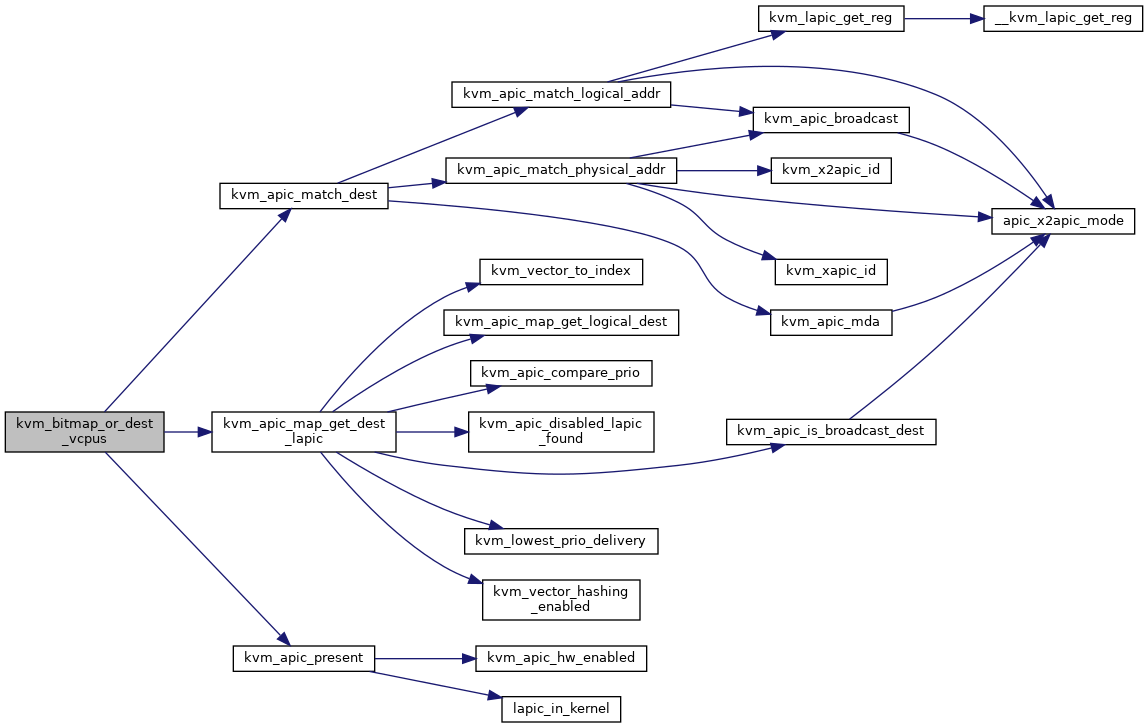 kvm_lapic_get_reg
__kvm_lapic_get_reg
kvm_apic_match_logical_addr
kvm_apic_broadcast
kvm_apic_match_physical_addr
kvm_x2apic_id
kvm_apic_match_dest
apic_x2apic_mode
kvm_vector_to_index
kvm_xapic_id
kvm_apic_map_get_logical_dest
kvm_apic_mda
kvm_apic_compare_prio
kvm_bitmap_or_dest
_vcpus
kvm_apic_map_get_dest
_lapic
kvm_apic_disabled_lapic
_found
kvm_apic_is_broadcast_dest
kvm_lowest_prio_delivery
kvm_vector_hashing
_enabled
kvm_apic_present
kvm_apic_hw_enabled
lapic_in_kernel